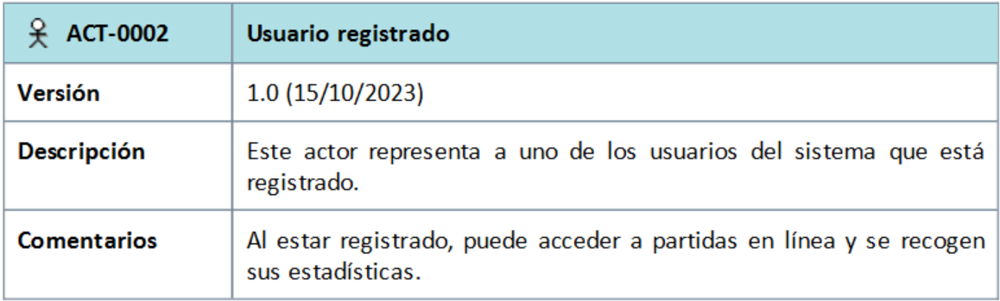 ACT-0002 Usuario registrado
Versión 1.0 (15/10/2023)
Descripción Este actor representa a uno de los usuarios del sistema que está
registrado.
Comentarios Al estar registrado, puede acceder a partidas en línea y se recogen
sus estadísticas.